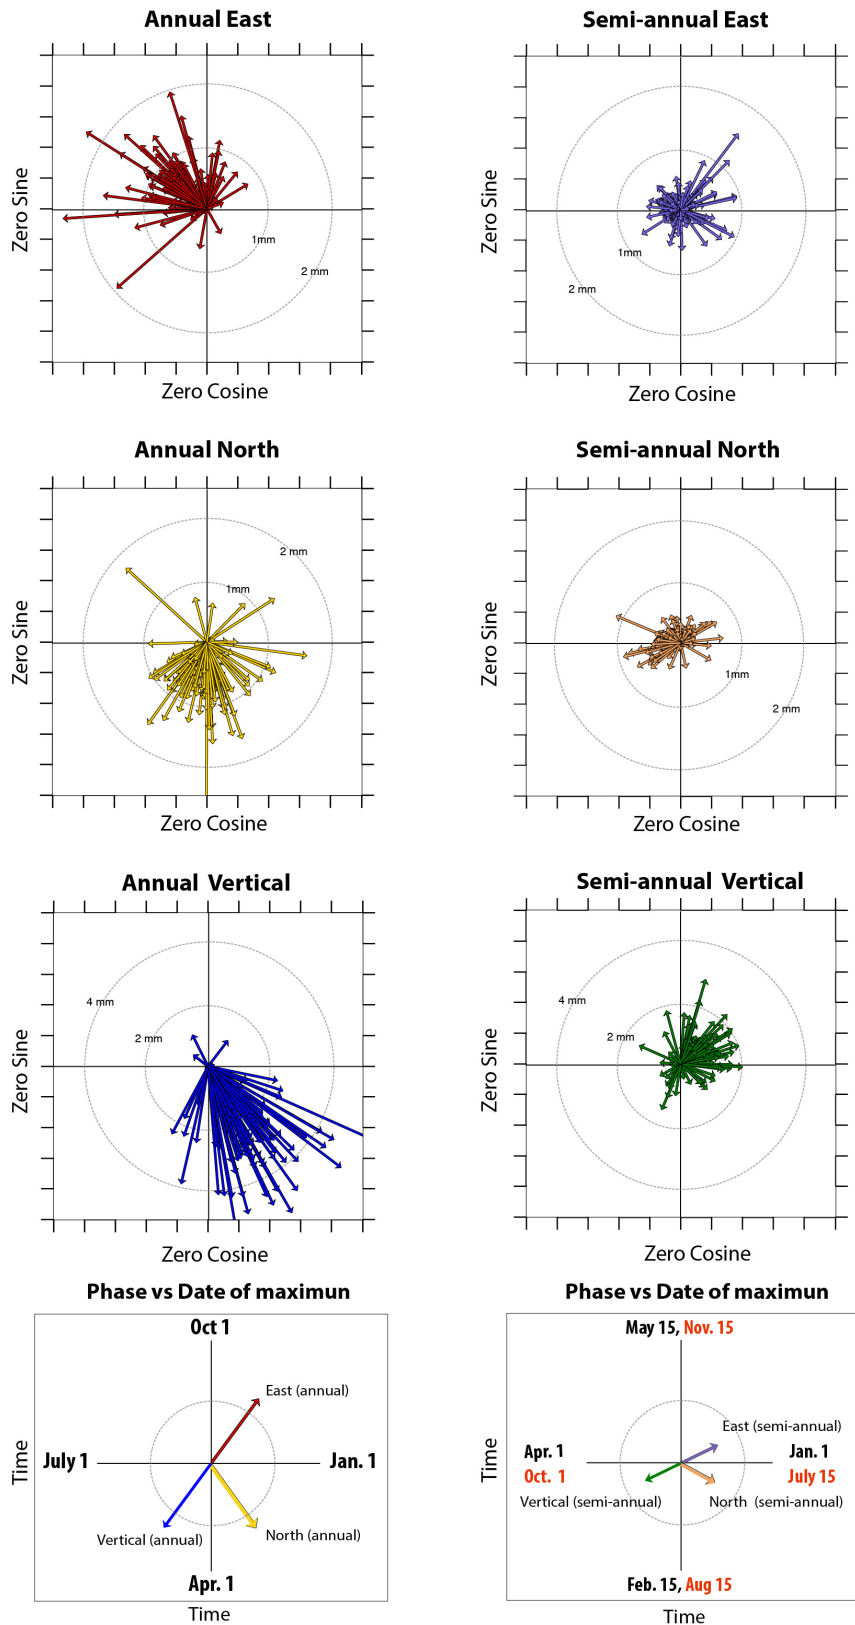 Annual East
Semi-annual East
Zero Sine
1mm
2 mm
Zero Cosine
Zero Sine
1mm
2 mm
Zero Cosine
Annual North
Semi-annual North
Zero Sine
2 mm
1mm
Zero Cosine
Zero Sine
1mm
2 mm
Zero Cosine
Annual Vertical
Semi-annual Vertical
Zero Sine
4 mm
2 mm
Zero Cosine
Zero Sine
4 mm
2 mm
Zero Cosine
Phase vs Date of maximun
Phase vs Date of maximun
Oct 1
East (annual)
Time
July 1
Jan. 1
Vertical (annual)
North (annual)
Apr. 1
Time
May 15, Nov. 15
East (semi-annual)
Time
Apr. 1
Oct. 1
Jan. 1
July 15
Vertical (semi-annual)
North (semi-annual)
Feb. 15, Aug 15
Time